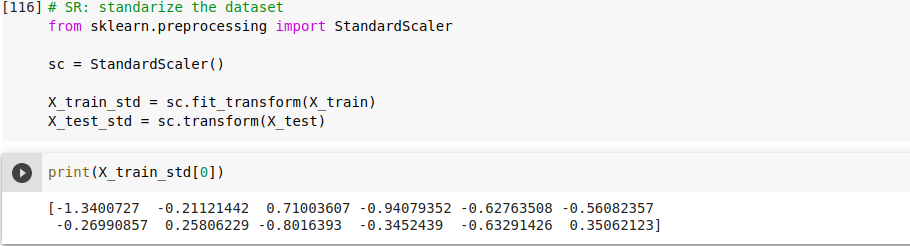 [116] # SR: standarize the dataset
from sklearn.preprocessing import StandardScaler
sc = StandardScaler()
X_train_std = sc.fit_transform(X_train)
X_test_std = sc.transform(X_test)
print(X_train_std[0])
[-1.3400727 -0.21121442 0.71003607 -0.94079352 -0.62763508 -0.56082357
-0.26990857 0.25806229 -0.8016393 -0.3452439 -0.63291426 0.35062123]